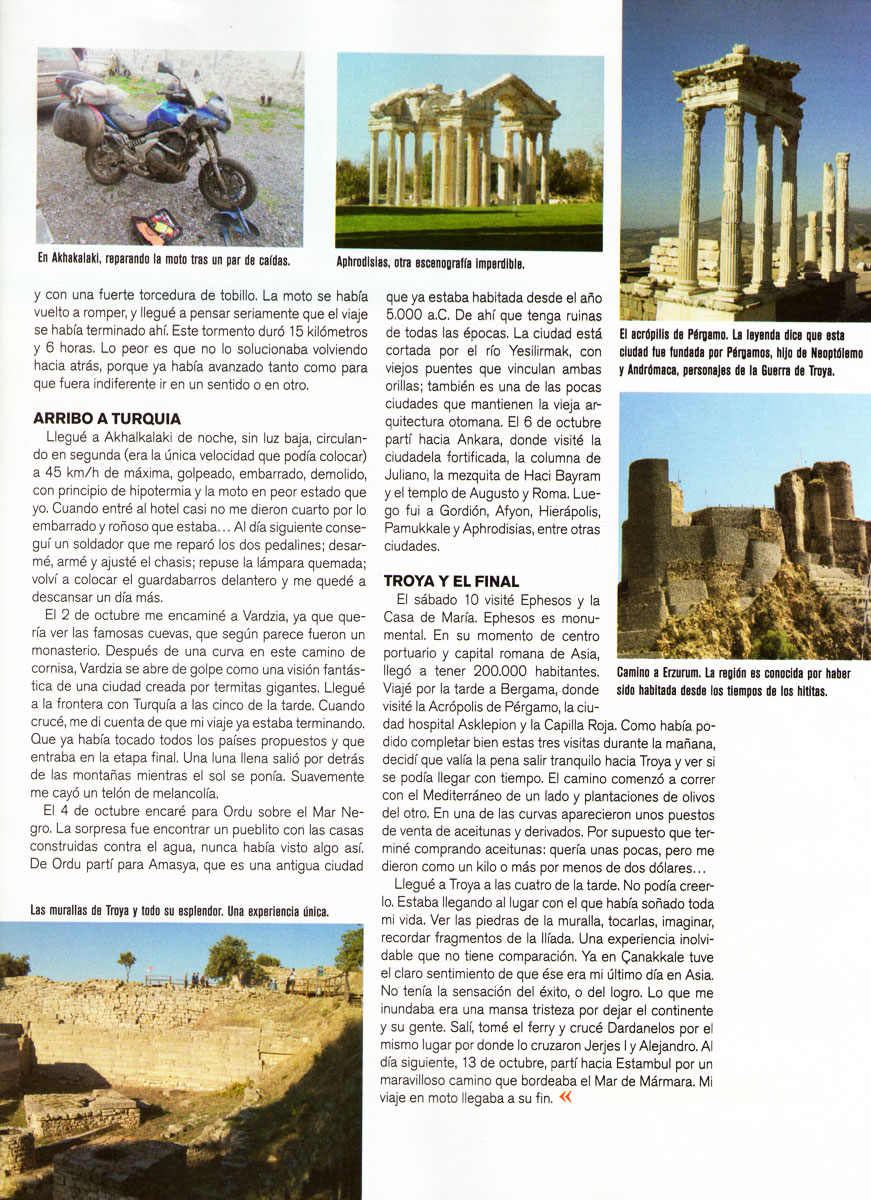 En Akhakalaki, reparando la moto tras un par de caídas.
Aphrodisias, otra escenografía imperdible.
El acrópilis de Pérgamo. La leyenda dice que esta
ciudad fue fundada por Pérgamos, hijo de Neoptólemo
y Andrómaca, personajes de la Guerra de Troya.
Camino a Erzurum. La región es conocida por haber
sido habitada desde los tiempos de los hititas.
y con una fuerte torcedura de tobillo. La moto se había
vuelto a romper, y llegué a pensar seriamente que el viaje
se había terminado ahí. Este tormento duró 15 kilómetros
y 6 horas. Lo peor es que no lo solucionaba volviendo
hacia atrás, porque ya había avanzado tanto como para
que fuera indiferente ir en un sentido o en otro.
ARRIBO A TURQUIA
Llegué a Akhalkalaki de noche, sin luz baja, circulan-
do en segunda (era la única velocidad que podía colocar)
a 45 km/h de máxima, golpeado, embarrado, demolido,
con principio de hipotermia y la moto en peor estado que
yo. Cuando entré al hotel casi no me dieron cuarto por lo
embarrado y roñoso que estaba... Al día siguiente conse-
guí un soldador que me reparó los dos pedalines; desar-
mé, armé y ajusté el chasis; repuse la lámpara quemada;
volví a colocar el guardabarros delantero y me quedé a
descansar un día más.
El 2 de octubre me encaminé a Vardzia, ya que que-
ría ver las famosas cuevas, que según parece fueron un
monasterio. Después de una curva en este camino de
cornisa, Vardzia se abre de golpe como una visión fantás-
tica de una ciudad creada por termitas gigantes. Llegué
a la frontera con Turquía a las cinco de la tarde. Cuando
crucé, me di cuenta de que mi viaje ya estaba terminando.
Que ya había tocado todos los países propuestos y que
entraba en la etapa final. Una luna llena salió por detrás
de las montañas mientras el sol se ponía. Suavemente
me cayó un telón de melancolía.
El 4 de octubre encaré para Ordu sobre el Mar Ne-
gro. La sorpresa fue encontrar un pueblito con las casas
construidas contra el agua, nunca había visto algo así.
De Ordu partí para Amasya, que es una antigua ciudad
que ya estaba habitada desde el año
5.000 a.C. De ahí que tenga ruinas
de todas las épocas. La ciudad está
cortada por el río Yesilirmak, con
viejos puentes que vinculan ambas
orillas; también es una de las pocas
ciudades que mantienen la vieja ar-
quitectura otomana. El 6 de octubre
partí hacia Ankara, donde visité la
ciudadela fortificada, la columna de
Juliano, la mezquita de Haci Bayram
y el templo de Augusto y Roma. Lue-
go fui a Gordión, Afyon, Hierápolis,
Pamukkale y Aphrodisias, entre otras
ciudades.
TROYA Y EL FINAL
El sábado 10 visité Ephesos y la
Casa de María. Ephesos es monu-
mental. En su momento de centro
portuario y capital romana de Asia,
llegó a tener 200.000 habitantes.
Viajé por la tarde a Bergama, donde
visité la Acrópolis de Pérgamo, la ciu-
dad hospital Asklepion y la Capilla Roja. Como había po-
dido completar bien estas tres visitas durante la mañana,
decidí que valía la pena salir tranquilo hacia Troya y ver si
se podía llegar con tiempo. El camino comenzó a correr
con el Mediterráneo de un lado y plantaciones de olivos
del otro. En una de las curvas aparecieron unos puestos
de venta de aceitunas y derivados. Por supuesto que ter-
miné comprando aceitunas: quería unas pocas, pero me
dieron como un kilo o más por menos de dos dólares...
Llegué a Troya a las cuatro de la tarde. No podía creer-
lo. Estaba llegando al lugar con el que había soñado toda
mi vida. Ver las piedras de la muralla, tocarlas, imaginar,
recordar fragmentos de la Ilíada. Una experiencia inolvi-
dable que no tiene comparación. Ya en Çanakkale tuve
el claro sentimiento de que ése era mi último día en Asia.
No tenía la sensación del éxito, o del logro. Lo que me
inundaba era una mansa tristeza por dejar el continente
y su gente. Salí, tomé el ferry y crucé Dardanelos por el
mismo lugar por donde lo cruzaron Jerjes I y Alejandro. Al
día siguiente, 13 de octubre, partí hacia Estambul por un
maravilloso camino que bordeaba el Mar de Mármara. Mi
viaje en moto llegaba a su fin. «
Las murallas de Troya y todo su esplendor. Una experiencia única.